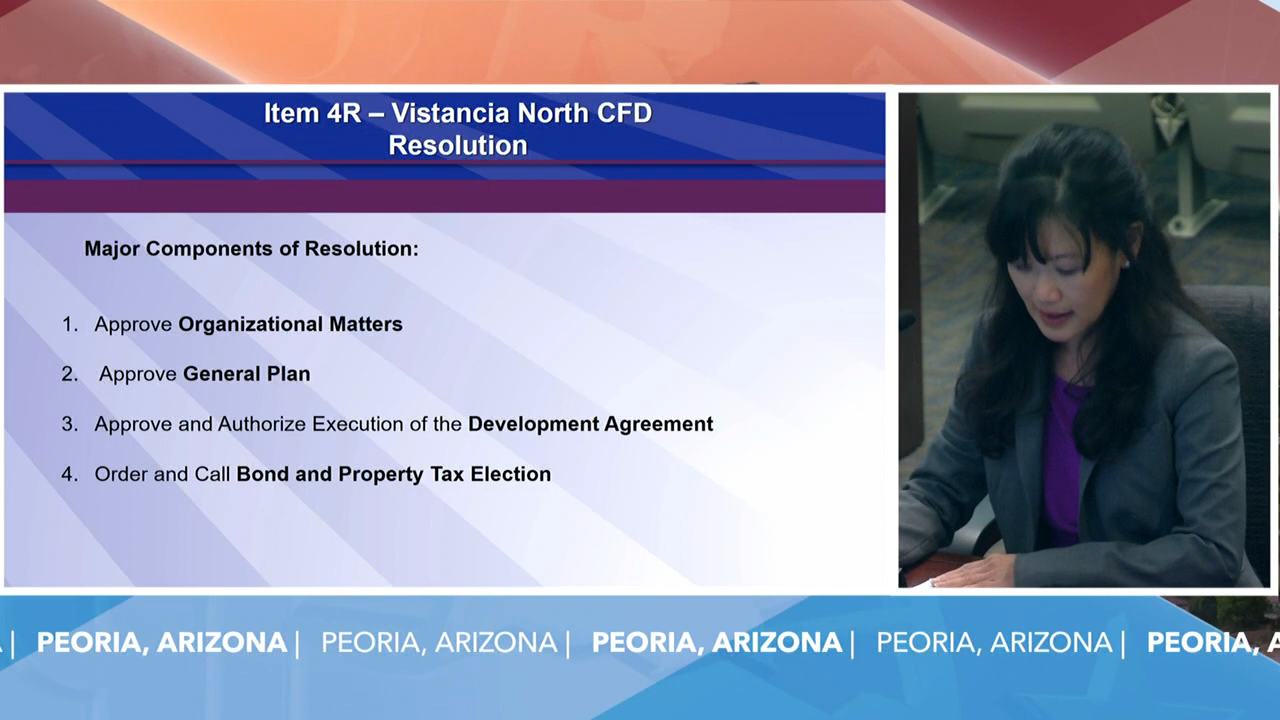 Item 4R – Vistancia North CFD
Resolution
Major Components of Resolution:
1. Approve Organizational Matters
2. Approve General Plan
3. Approve and Authorize Execution of the Development Agreement
4. Order and Call Bond and Property Tax Election
| PEORIA, ARIZONA | PEORIA, ARIZONA | PEORIA, ARIZONA | PEORIA, ARIZONA | PEORIA,